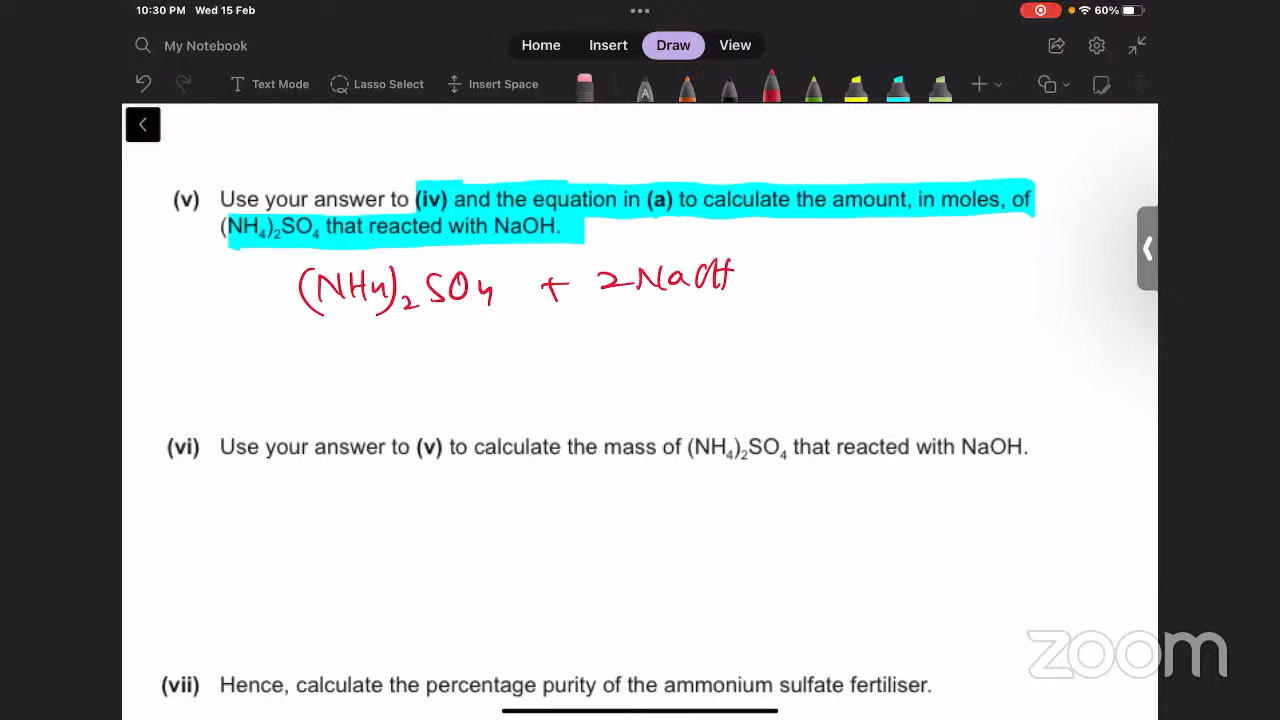 10:30 PM Wed 15 Feb
60%
My Notebook
Home Insert Draw View
Text Mode Lasso Select Insert Space
A
(v) Use your answer to (iv) and the equation in (a) to calculate the amount, in moles, of
(NH₄)₂SO₄ that reacted with NaOH.
(NH4)₂SO4 + 2NaOH
(vi) Use your answer to (v) to calculate the mass of (NH₄)₂SO₄ that reacted with NaOH.
zoom
(vii) Hence, calculate the percentage purity of the ammonium sulfate fertiliser.